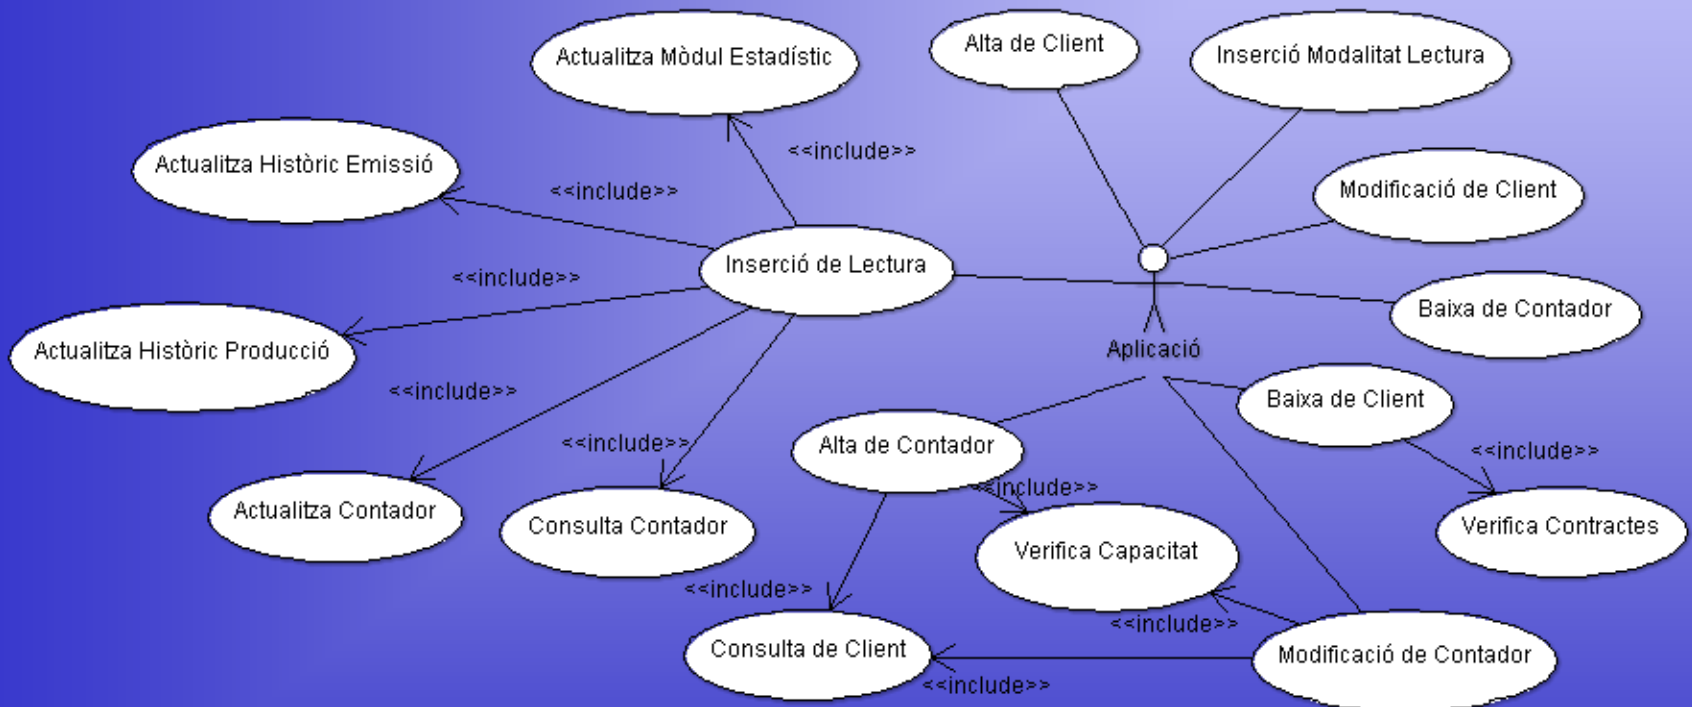 Alta de Client
Inserció Modalitat Lectura
Actualitza Mòdul Estadístic
<<include>>
Actualitza Històric Emissió
<<include>>
Modificació de Client
Inserció de Lectura
<<include>>
Baixa de Contador
Actualitza Històric Producció
Aplicació
<<include>>
Baixa de Client
<<include>>
Alta de Contador
<<include>>
<<include>>
Actualitza Contador
Consulta Contador
Verifica Contractes
Verifica Capacitat
<<include>>
<<include>>
Consulta de Client
Modificació de Contador
<<include>>